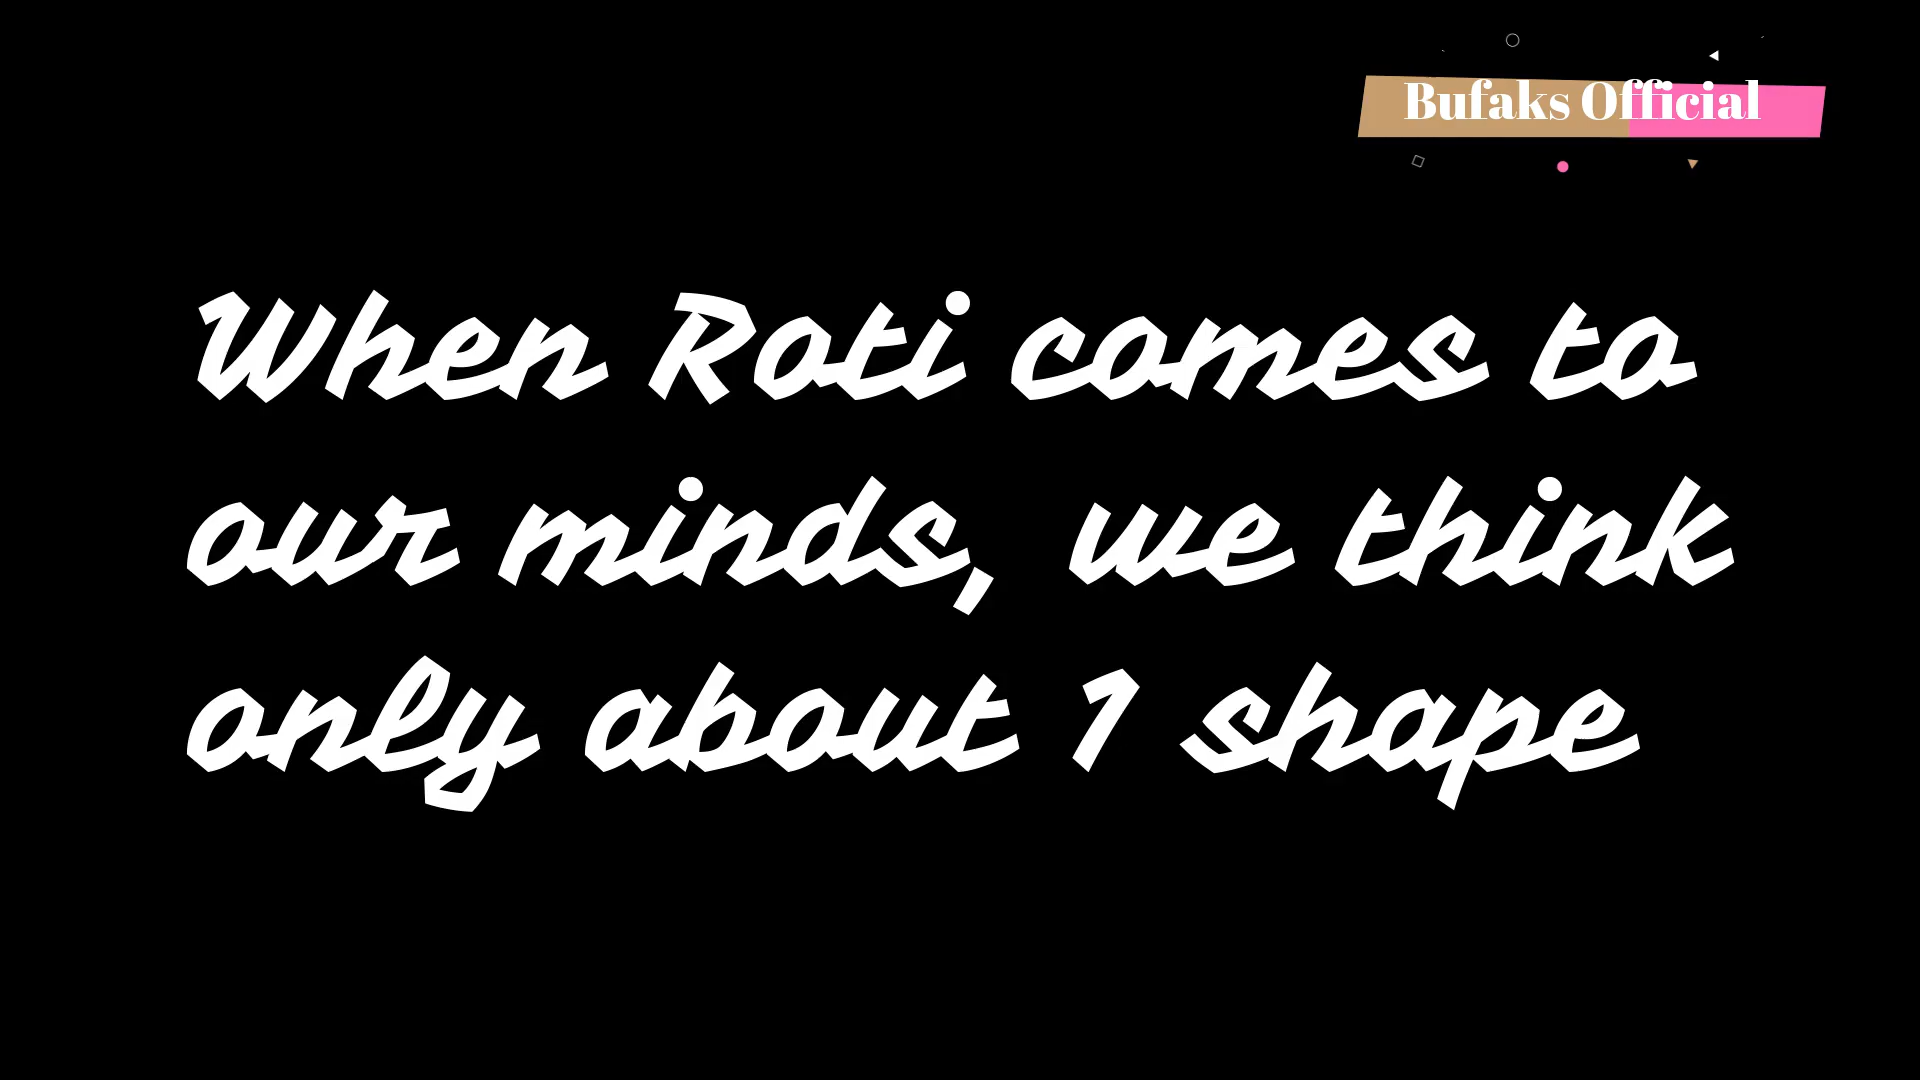 Bufaks Official
When Roti comes to
our minds, we think
only about 1 shape